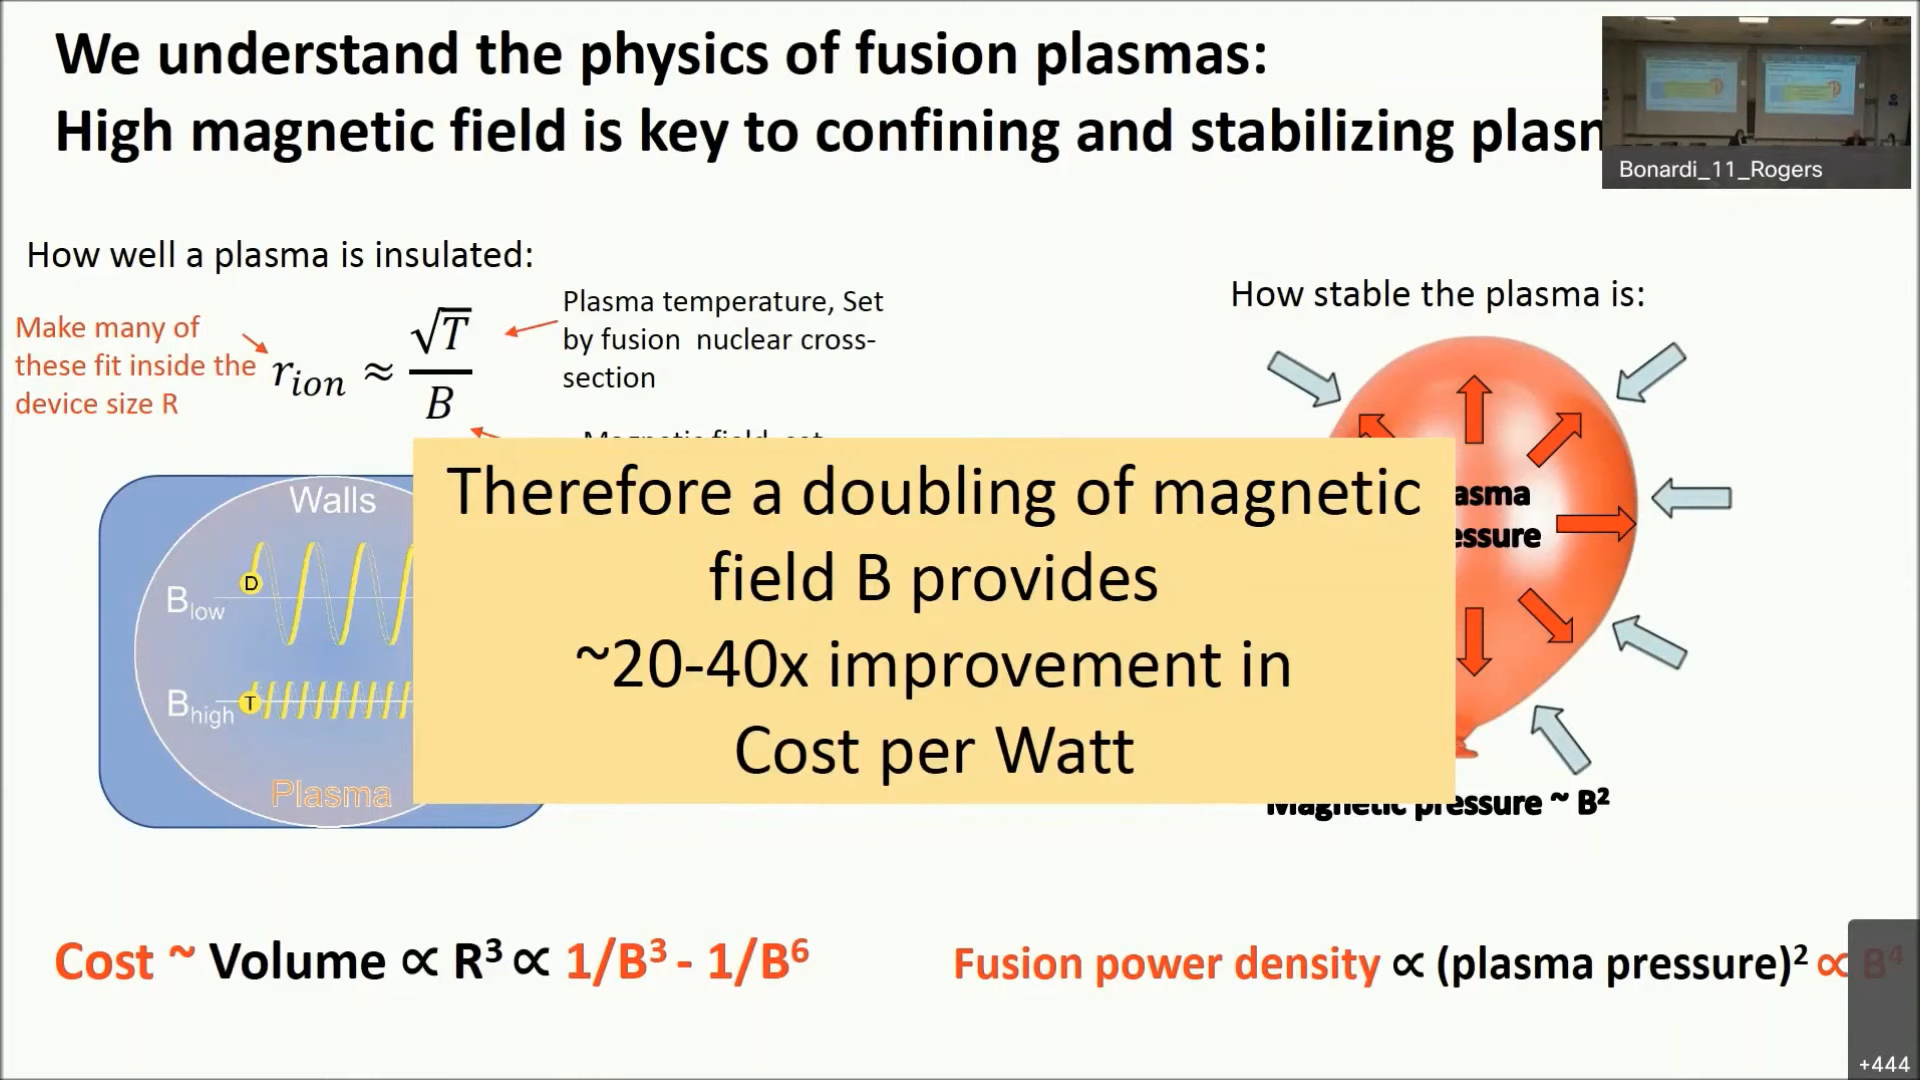 We understand the physics of fusion plasmas:
High magnetic field is key to confining and stabilizing plasm
Bonardi_11_Rogers
How well a plasma is insulated:
Make many of
these fit inside the
device size R
r_ion ≈ √T / B
Plasma temperature, Set
by fusion nuclear cross-
section
How stable the plasma is:
Therefore a doubling of magnetic
field B provides
~20-40x improvement in
Cost per Watt
Walls
D
B_low
B_high
T
Plasma
asma
essure
Magnetic pressure ~ B²
Cost ~ Volume ∝ R³ ∝ 1/B³ - 1/B⁶
Fusion power density ∝ (plasma pressure)² ∝ B⁴
+444